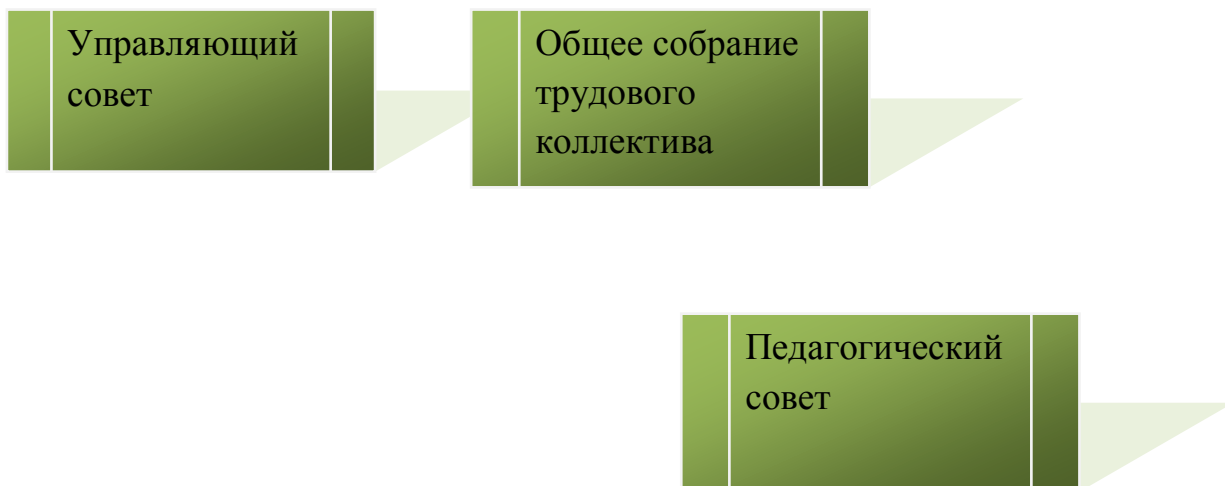 Управляющий
совет
Общее собрание
трудового
коллектива
Педагогический
совет